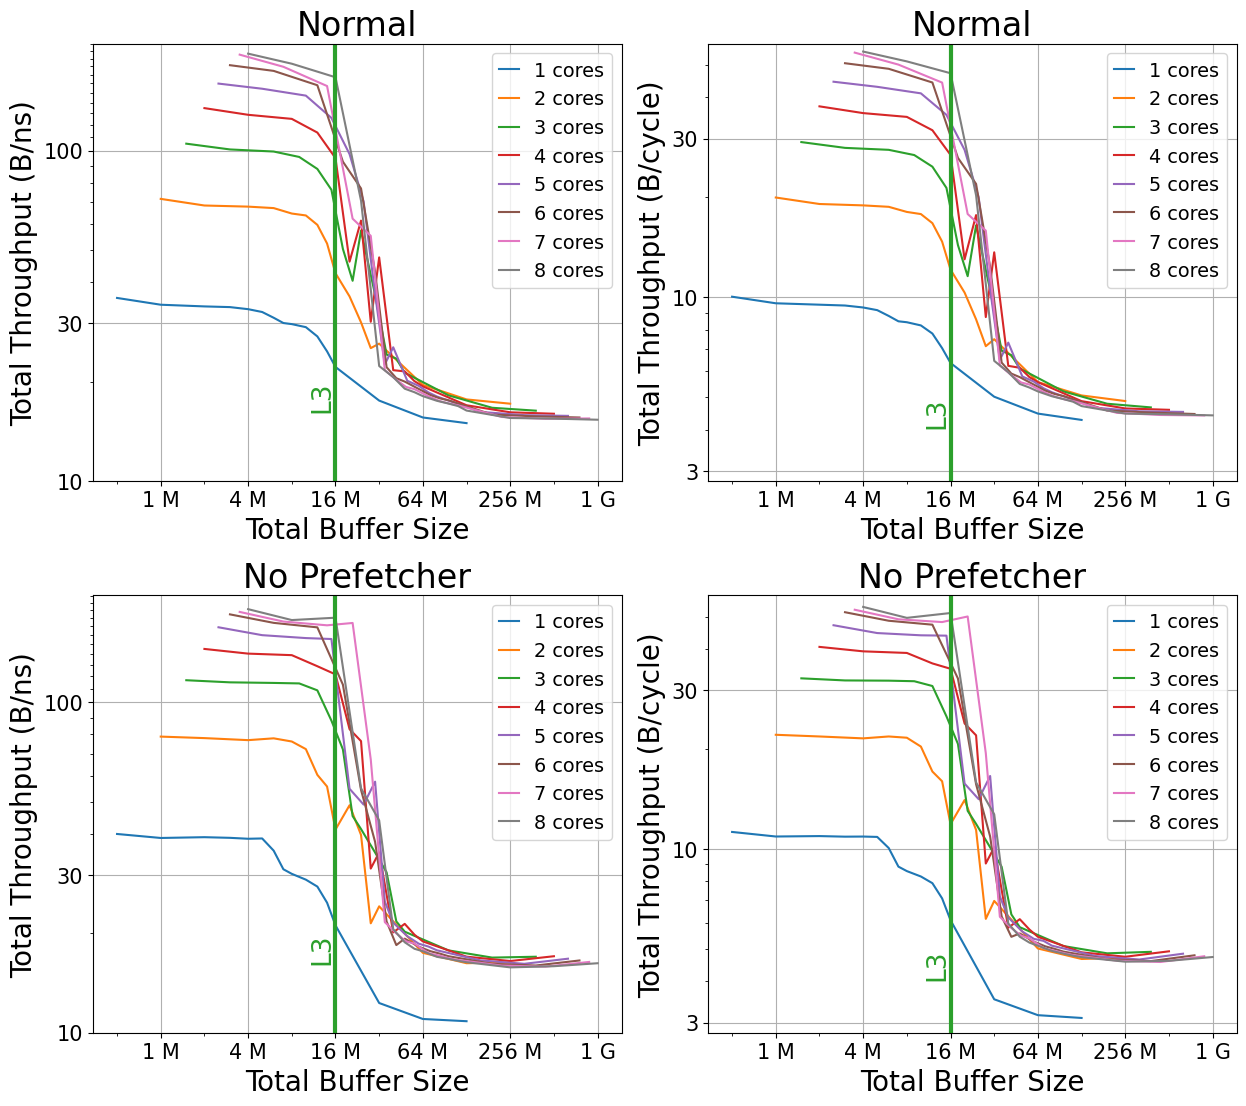 Normal
Total Throughput (B/ns)
100
30
10
L3
1 cores
2 cores
3 cores
4 cores
5 cores
6 cores
7 cores
8 cores
1 M 4 M 16 M 64 M 256 M 1 G
Total Buffer Size
Normal
Total Throughput (B/cycle)
30
10
3
L3
1 cores
2 cores
3 cores
4 cores
5 cores
6 cores
7 cores
8 cores
1 M 4 M 16 M 64 M 256 M 1 G
Total Buffer Size
No Prefetcher
Total Throughput (B/ns)
100
30
10
L3
1 cores
2 cores
3 cores
4 cores
5 cores
6 cores
7 cores
8 cores
1 M 4 M 16 M 64 M 256 M 1 G
Total Buffer Size
No Prefetcher
Total Throughput (B/cycle)
30
10
3
L3
1 cores
2 cores
3 cores
4 cores
5 cores
6 cores
7 cores
8 cores
1 M 4 M 16 M 64 M 256 M 1 G
Total Buffer Size